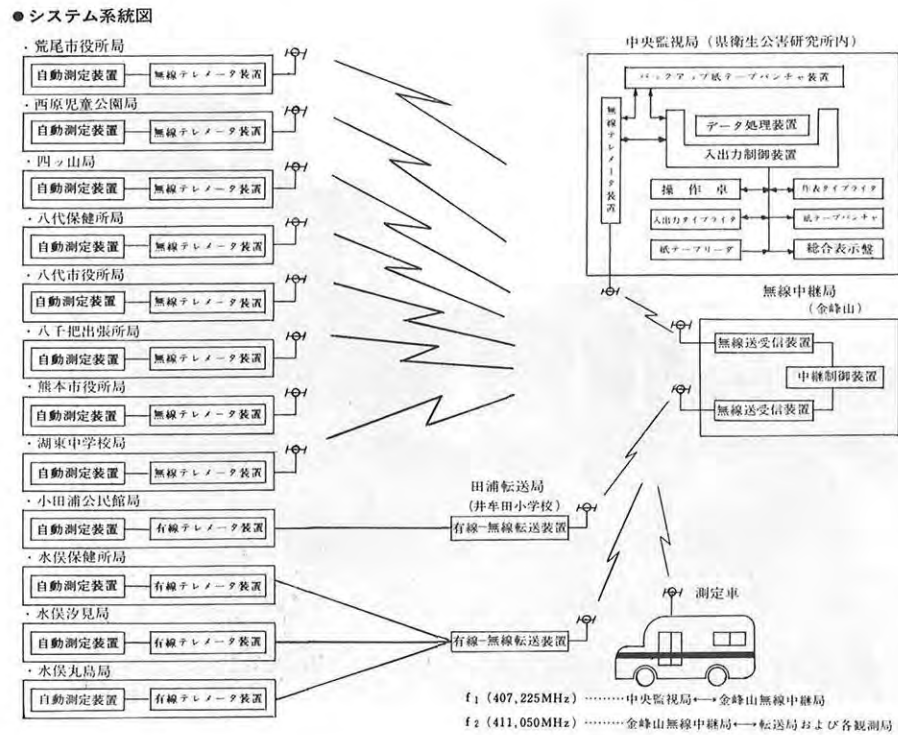 ●システム系統図
・荒尾市役所局
自動測定装置 無線テレメータ装置
・西原児童公園局
自動測定装置 無線テレメータ装置
・四ッ山局
自動測定装置 無線テレメータ装置
・八代保健所局
自動測定装置 無線テレメータ装置
・八代市役所局
自動測定装置 無線テレメータ装置
・八千把出張所局
自動測定装置 無線テレメータ装置
・熊本市役所局
自動測定装置 無線テレメータ装置
・湖東中学校局
自動測定装置 無線テレメータ装置
・小田浦公民館局
自動測定装置 有線テレメータ装置
・水俣保健所局
自動測定装置 有線テレメータ装置
・水俣汐見局
自動測定装置 有線テレメータ装置
・水俣丸島局
自動測定装置 有線テレメータ装置
田浦転送局
(井牟田小学校)
有線−無線転送装置
有線−無線転送装置
中央監視局(県衛生公害研究所内)
バックアップ紙テープパンチャ装置
無線テレメータ装置
データ処理装置
入出力制御装置
操作卓 作表タイプライタ
入出力タイプライタ 紙テープパンチャ
紙テープリーダ 総合表示盤
無線中継局
(金峰山)
無線送受信装置
中継制御装置
無線送受信装置
測定車
f₁ (407,225MHz) ········中央監視局←→金峰山無線中継局
f₂ (411,050MHz) ········金峰山無線中継局←→転送局および各観測局